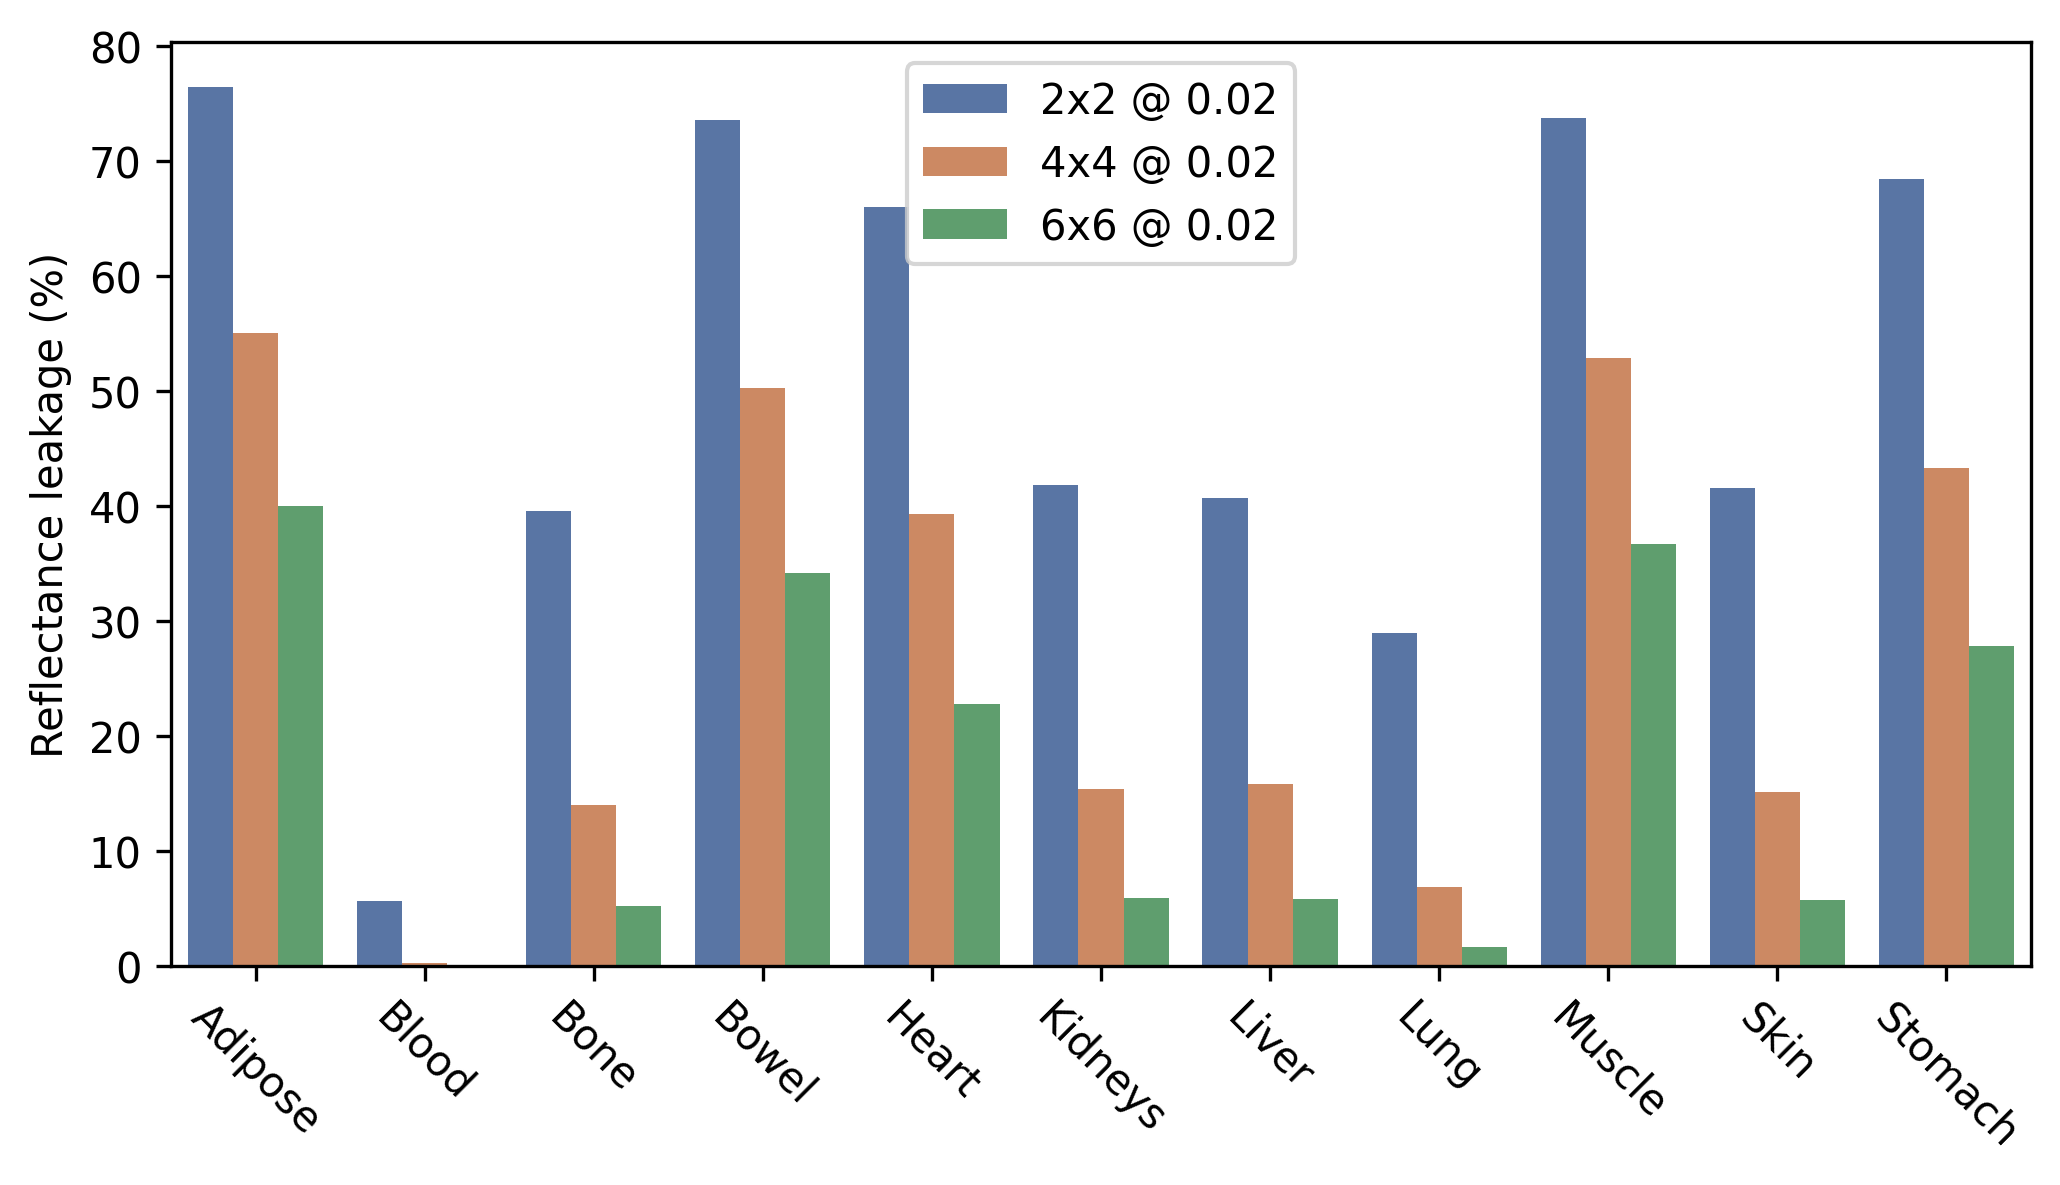 Reflectance leakage (%)
80
70
60
50
40
30
20
10
0
2x2 @ 0.02
4x4 @ 0.02
6x6 @ 0.02
Adipose
Blood
Bone
Bowel
Heart
Kidneys
Liver
Lung
Muscle
Skin
Stomach